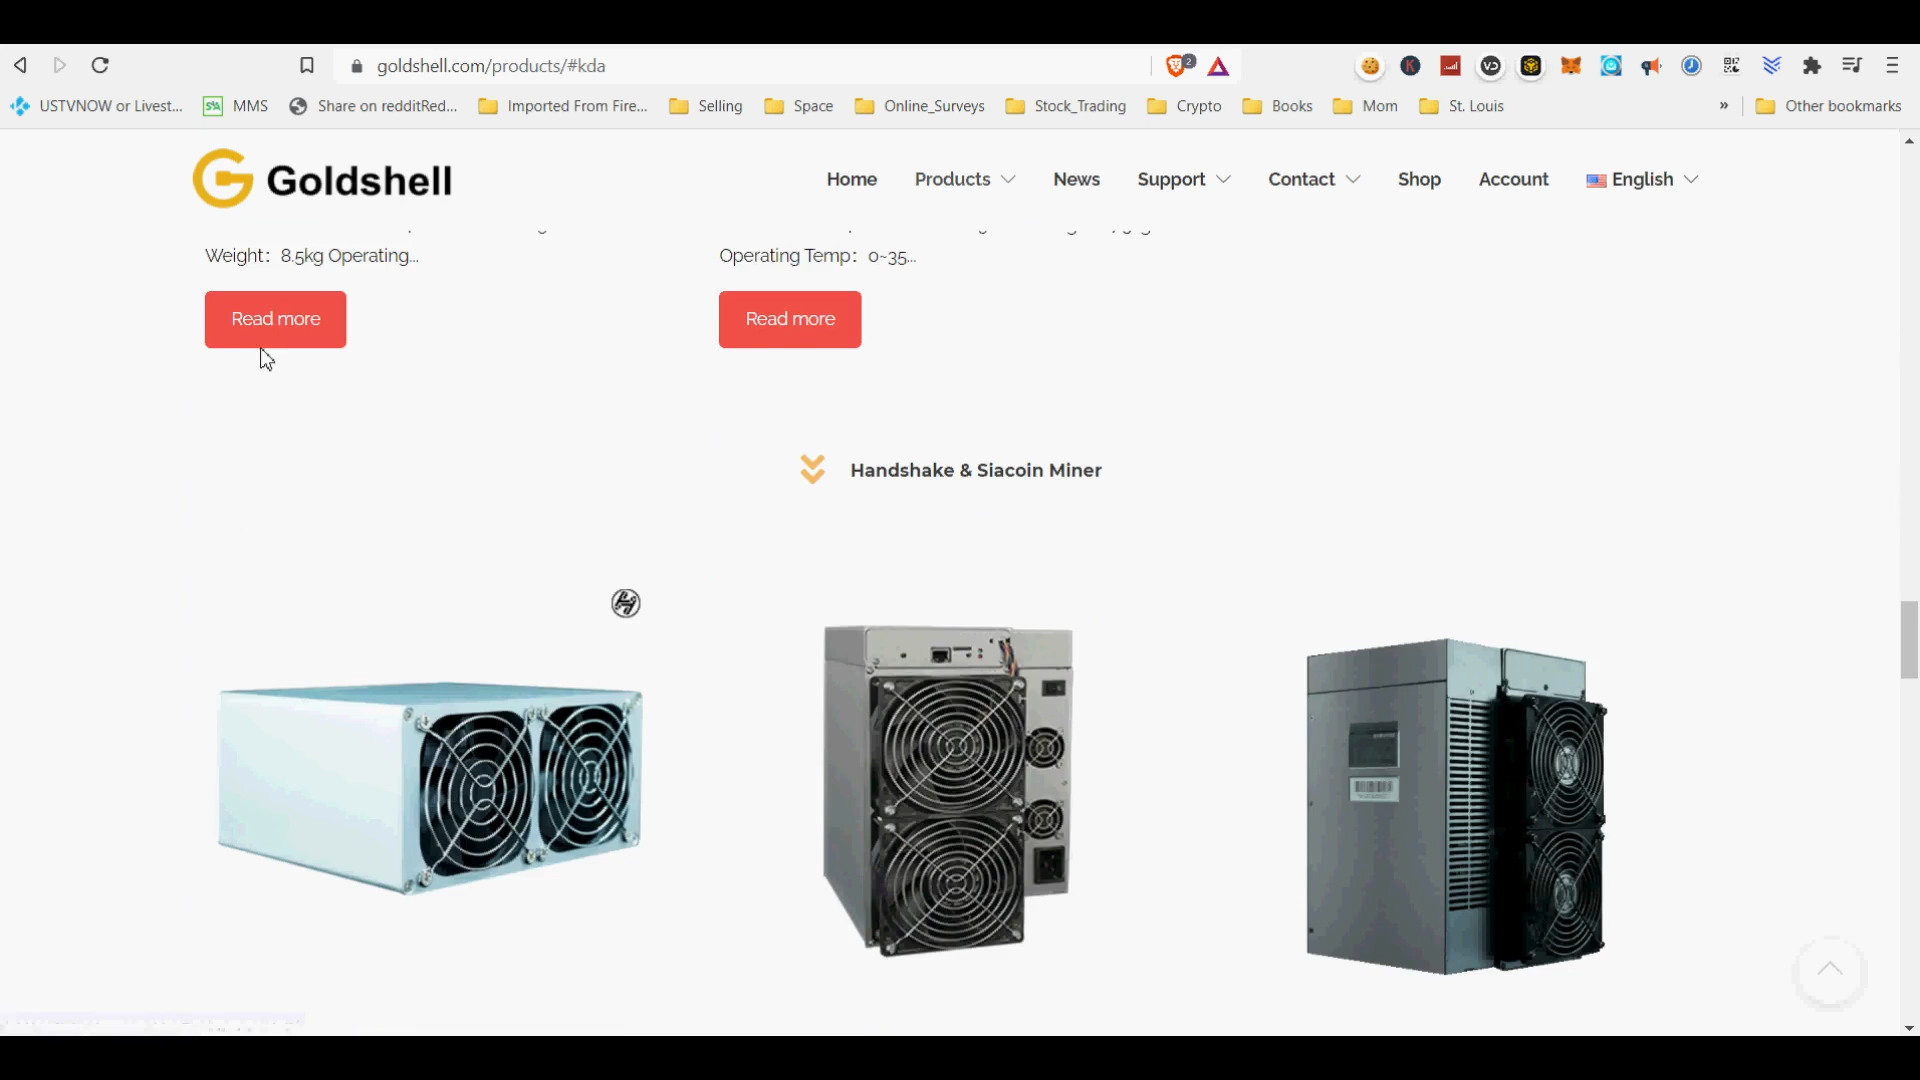 goldshell.com/products/#kda
2
USTVNOW or Livest...
MMS
Share on redditRed...
Imported From Fire...
Selling
Space
Online_Surveys
Stock_Trading
Crypto
Books
Mom
St. Louis
»
Other bookmarks
Goldshell
Home
Products
News
Support
Contact
Shop
Account
English
Weight：8.5kg Operating...
Operating Temp：0~35...
Read more
Read more
Handshake & Siacoin Miner